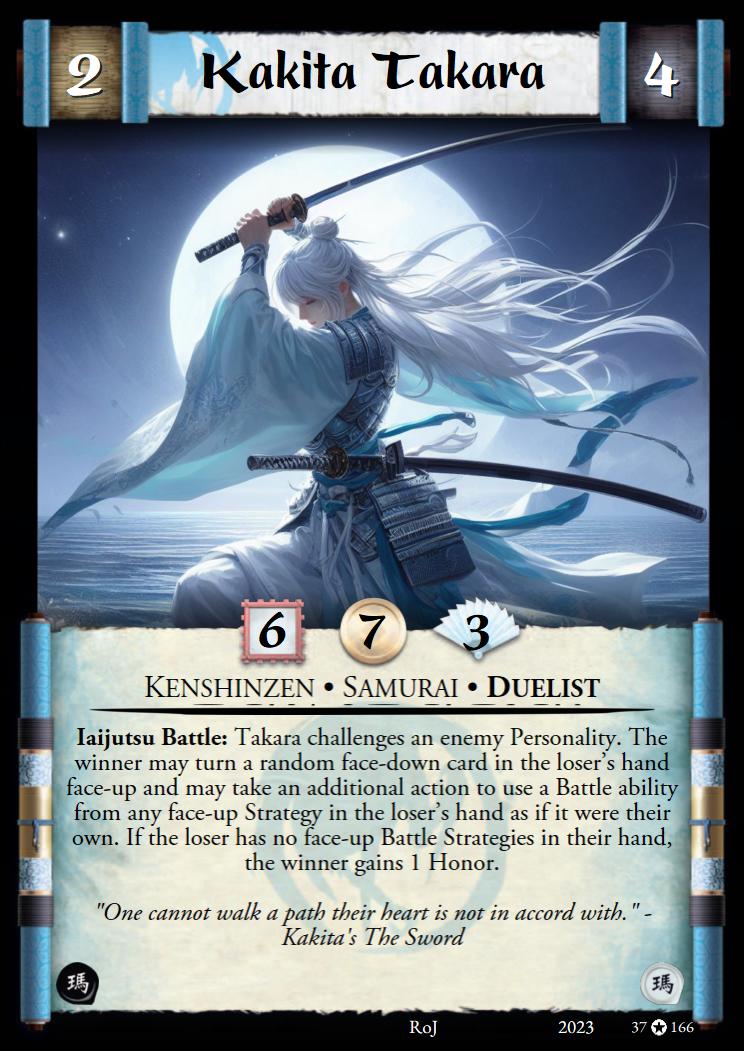 2 Kakita Takara 4
6 7 3
Kenshinzen • Samurai • Duelist
Iaijutsu Battle: Takara challenges an enemy Personality. The
winner may turn a random face-down card in the loser's hand
face-up and may take an additional action to use a Battle ability
from any face-up Strategy in the loser's hand as if it were their
own. If the loser has no face-up Battle Strategies in their hand,
the winner gains 1 Honor.
"One cannot walk a path their heart is not in accord with." -
Kakita's The Sword
瑪 瑪
RoJ 2023 37 166